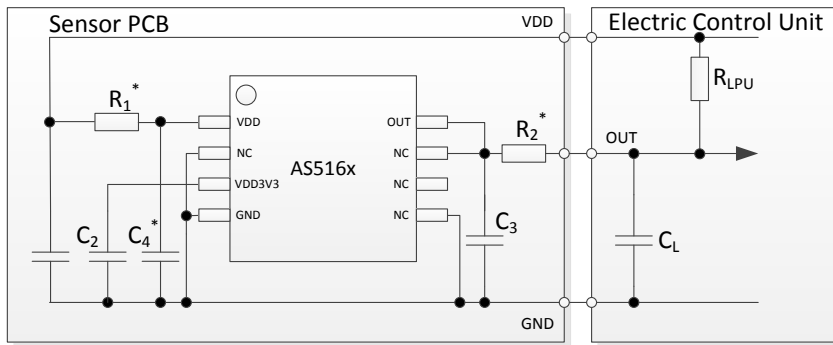 Sensor PCB
VDD
Electric Control Unit
R1*
RLPU
VDD
OUT
R2*
OUT
NC
NC
AS516x
VDD3V3
NC
GND
NC
C2
C4*
C3
CL
GND